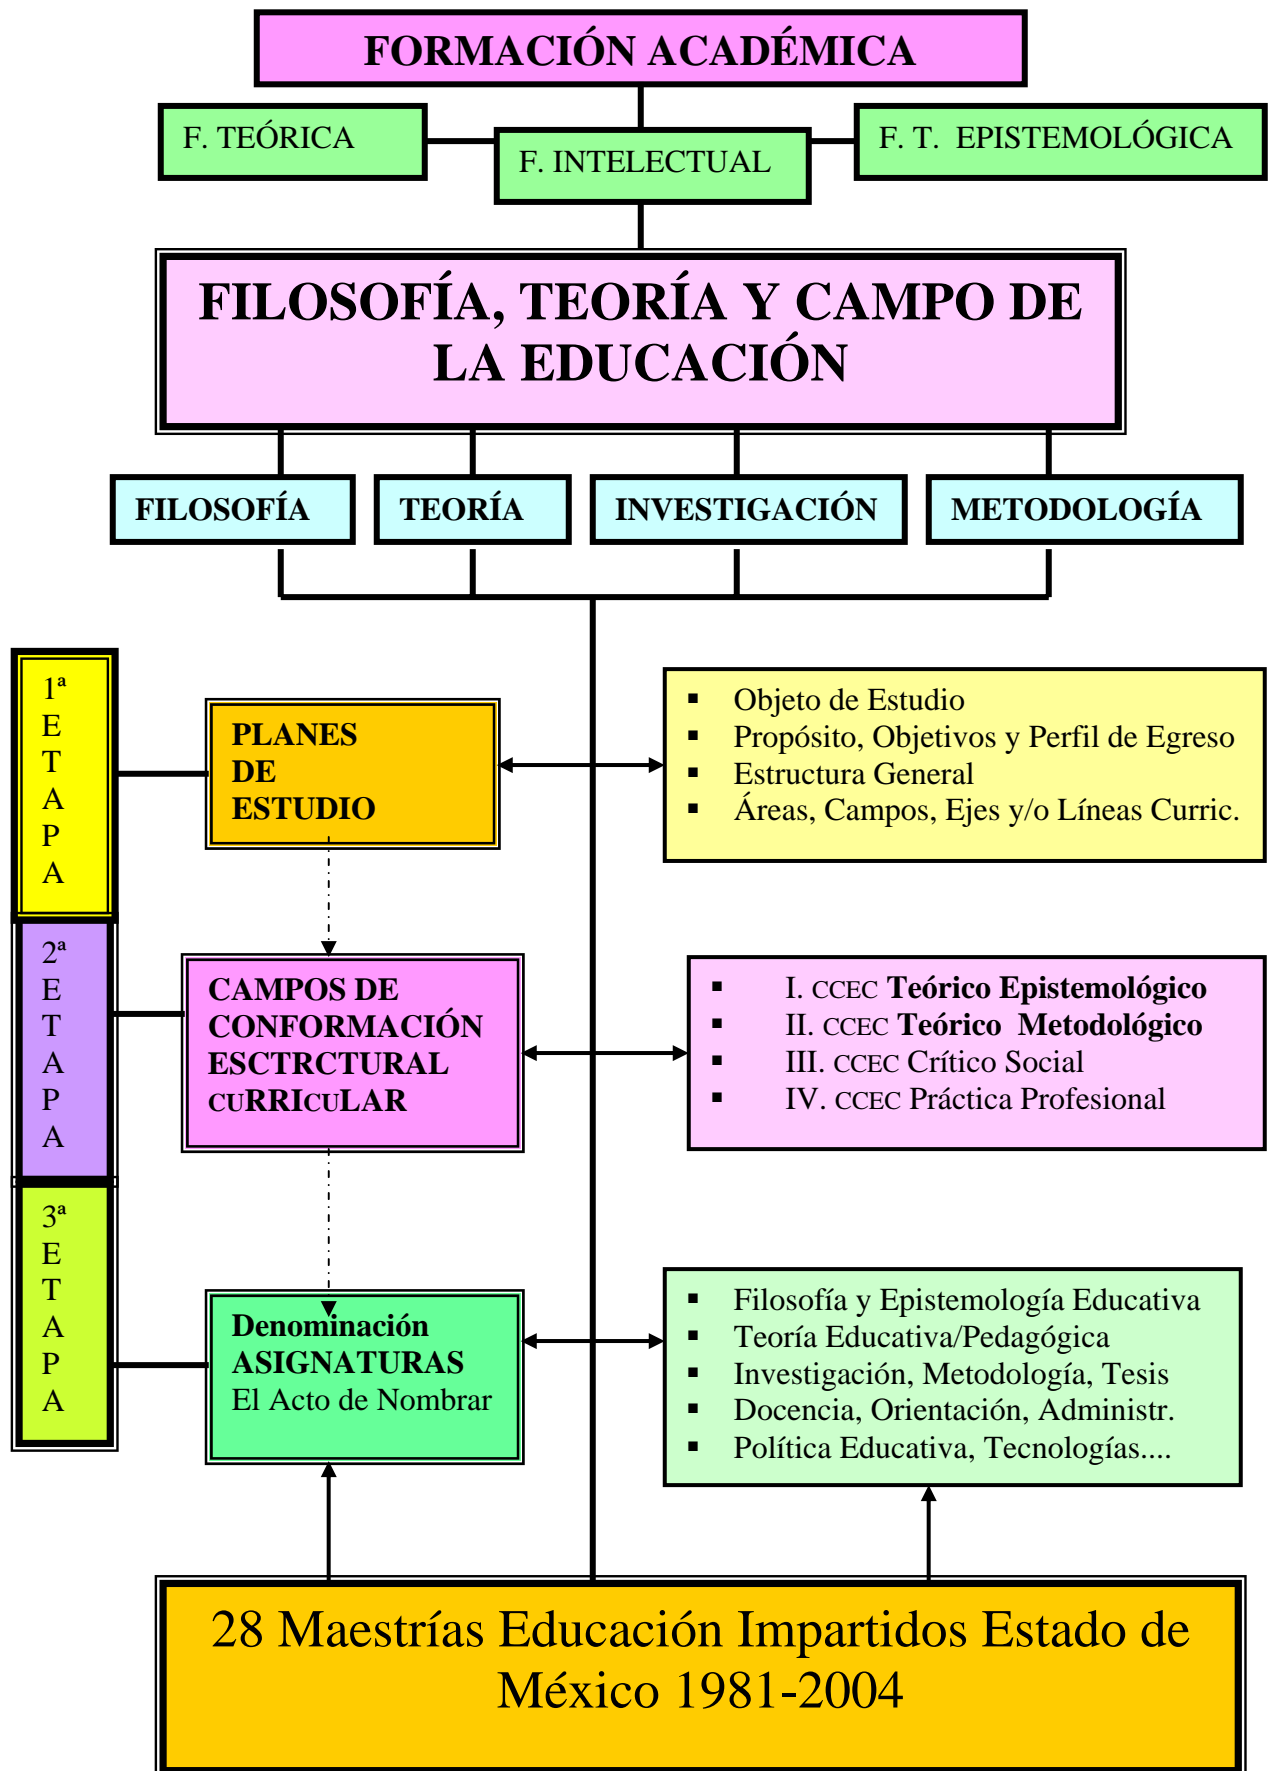 FORMACIÓN ACADÉMICA
F. TEÓRICA
F. INTELECTUAL
F. T. EPISTEMOLÓGICA
FILOSOFÍA, TEORÍA Y CAMPO DE
LA EDUCACIÓN
FILOSOFÍA
TEORÍA
INVESTIGACIÓN
METODOLOGÍA
1ª
E
T
A
P
A
PLANES
DE
ESTUDIO
▪ Objeto de Estudio
▪ Propósito, Objetivos y Perfil de Egreso
▪ Estructura General
▪ Áreas, Campos, Ejes y/o Líneas Curric.
2ª
E
T
A
P
A
CAMPOS DE
CONFORMACIÓN
ESCTRCTURAL
CURRICULAR
▪ I. CCEC Teórico Epistemológico
▪ II. CCEC Teórico Metodológico
▪ III. CCEC Crítico Social
▪ IV. CCEC Práctica Profesional
3ª
E
T
A
P
A
Denominación
ASIGNATURAS
El Acto de Nombrar
▪ Filosofía y Epistemología Educativa
▪ Teoría Educativa/Pedagógica
▪ Investigación, Metodología, Tesis
▪ Docencia, Orientación, Administr.
▪ Política Educativa, Tecnologías....
28 Maestrías Educación Impartidos Estado de
México 1981-2004